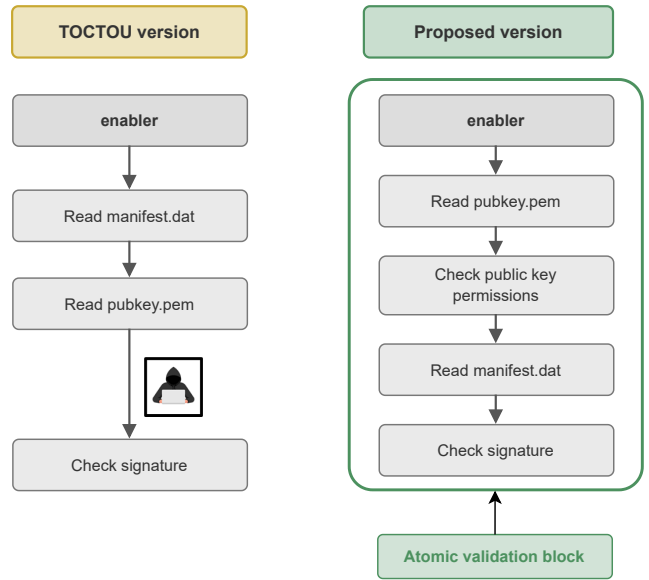 TOCTOU version
enabler
Read manifest.dat
Read pubkey.pem
Check signature
Proposed version
enabler
Read pubkey.pem
Check public key
permissions
Read manifest.dat
Check signature
Atomic validation block